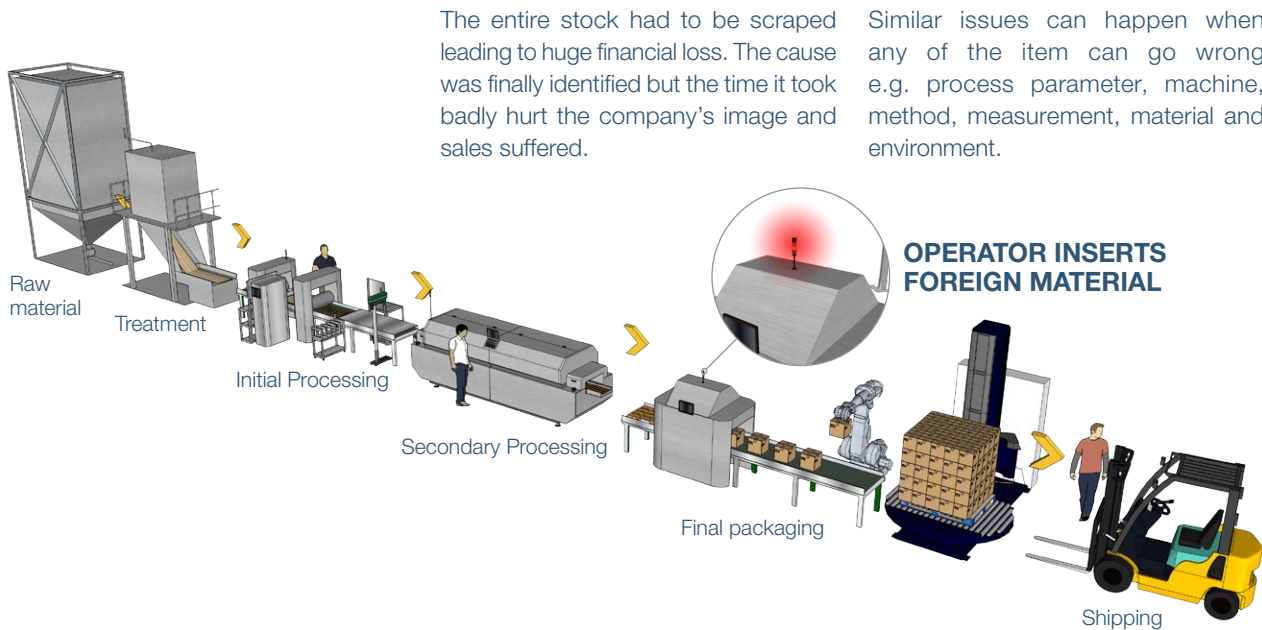 The entire stock had to be scraped
leading to huge financial loss. The cause
was finally identified but the time it took
badly hurt the company's image and
sales suffered.
Similar issues can happen when
any of the item can go wrong
e.g. process parameter, machine,
method, measurement, material and
environment.
OPERATOR INSERTS
FOREIGN MATERIAL
Raw
material
Treatment
Initial Processing
Secondary Processing
Final packaging
Shipping